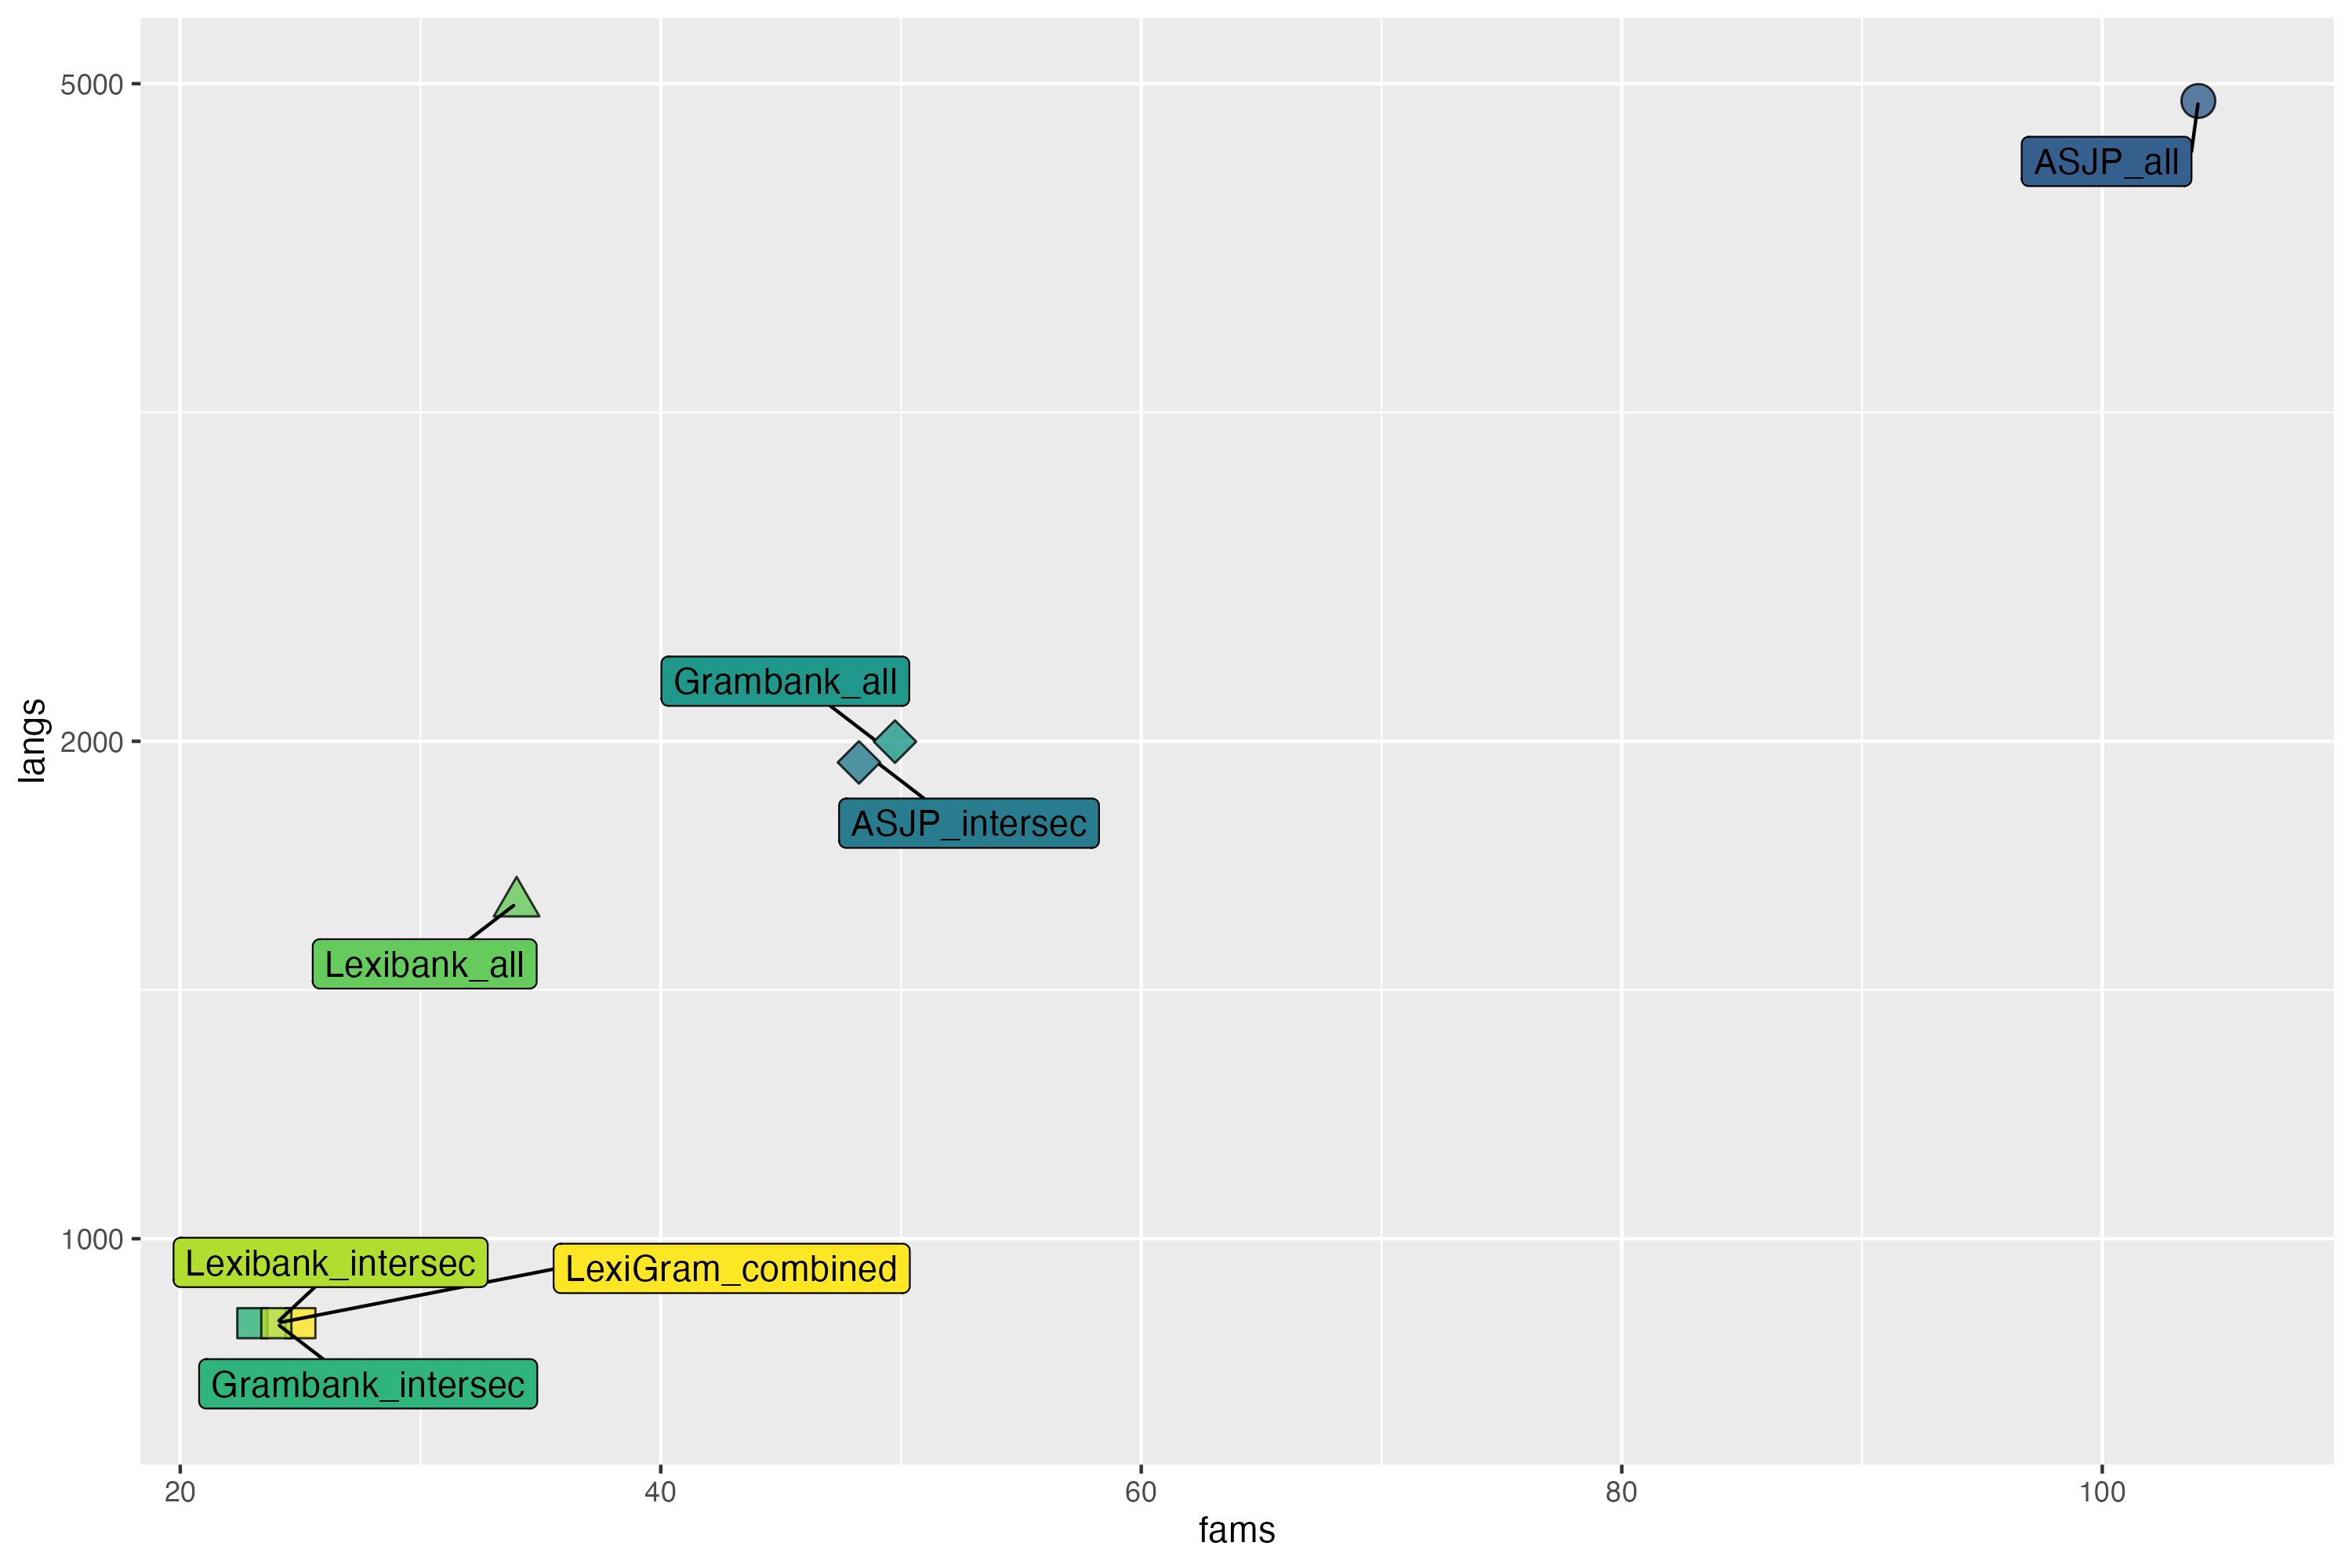 5000
ASJP_all
Grambank_all
langs
2000
ASJP_intersec
Lexibank_all
1000
Lexibank_intersec
LexiGram_combined
Grambank_intersec
20
40
60
80
100
fams